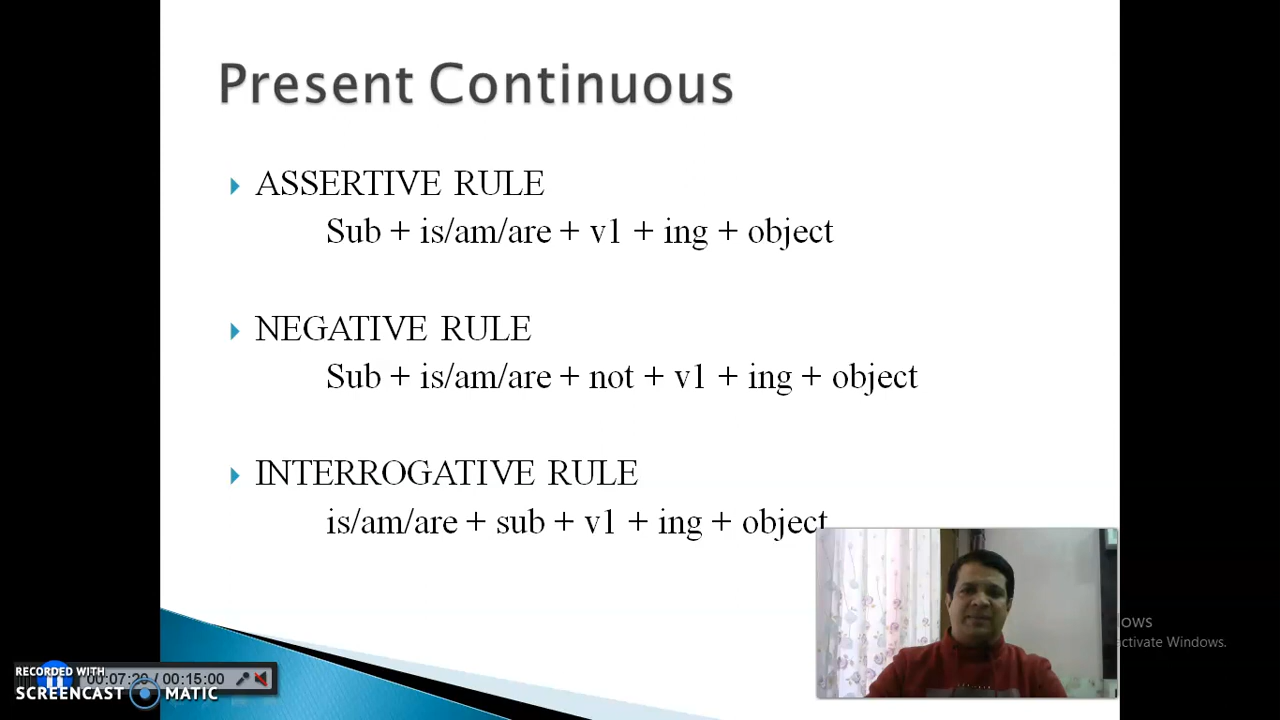 Present Continuous
ASSERTIVE RULE
Sub + is/am/are + v1 + ing + object
NEGATIVE RULE
Sub + is/am/are + not + v1 + ing + object
INTERROGATIVE RULE
is/am/are + sub + v1 + ing + object
ows
activate Windows.
RECORDED WITH
SCREENCAST MATIC
00:07:20 / 00:15:00